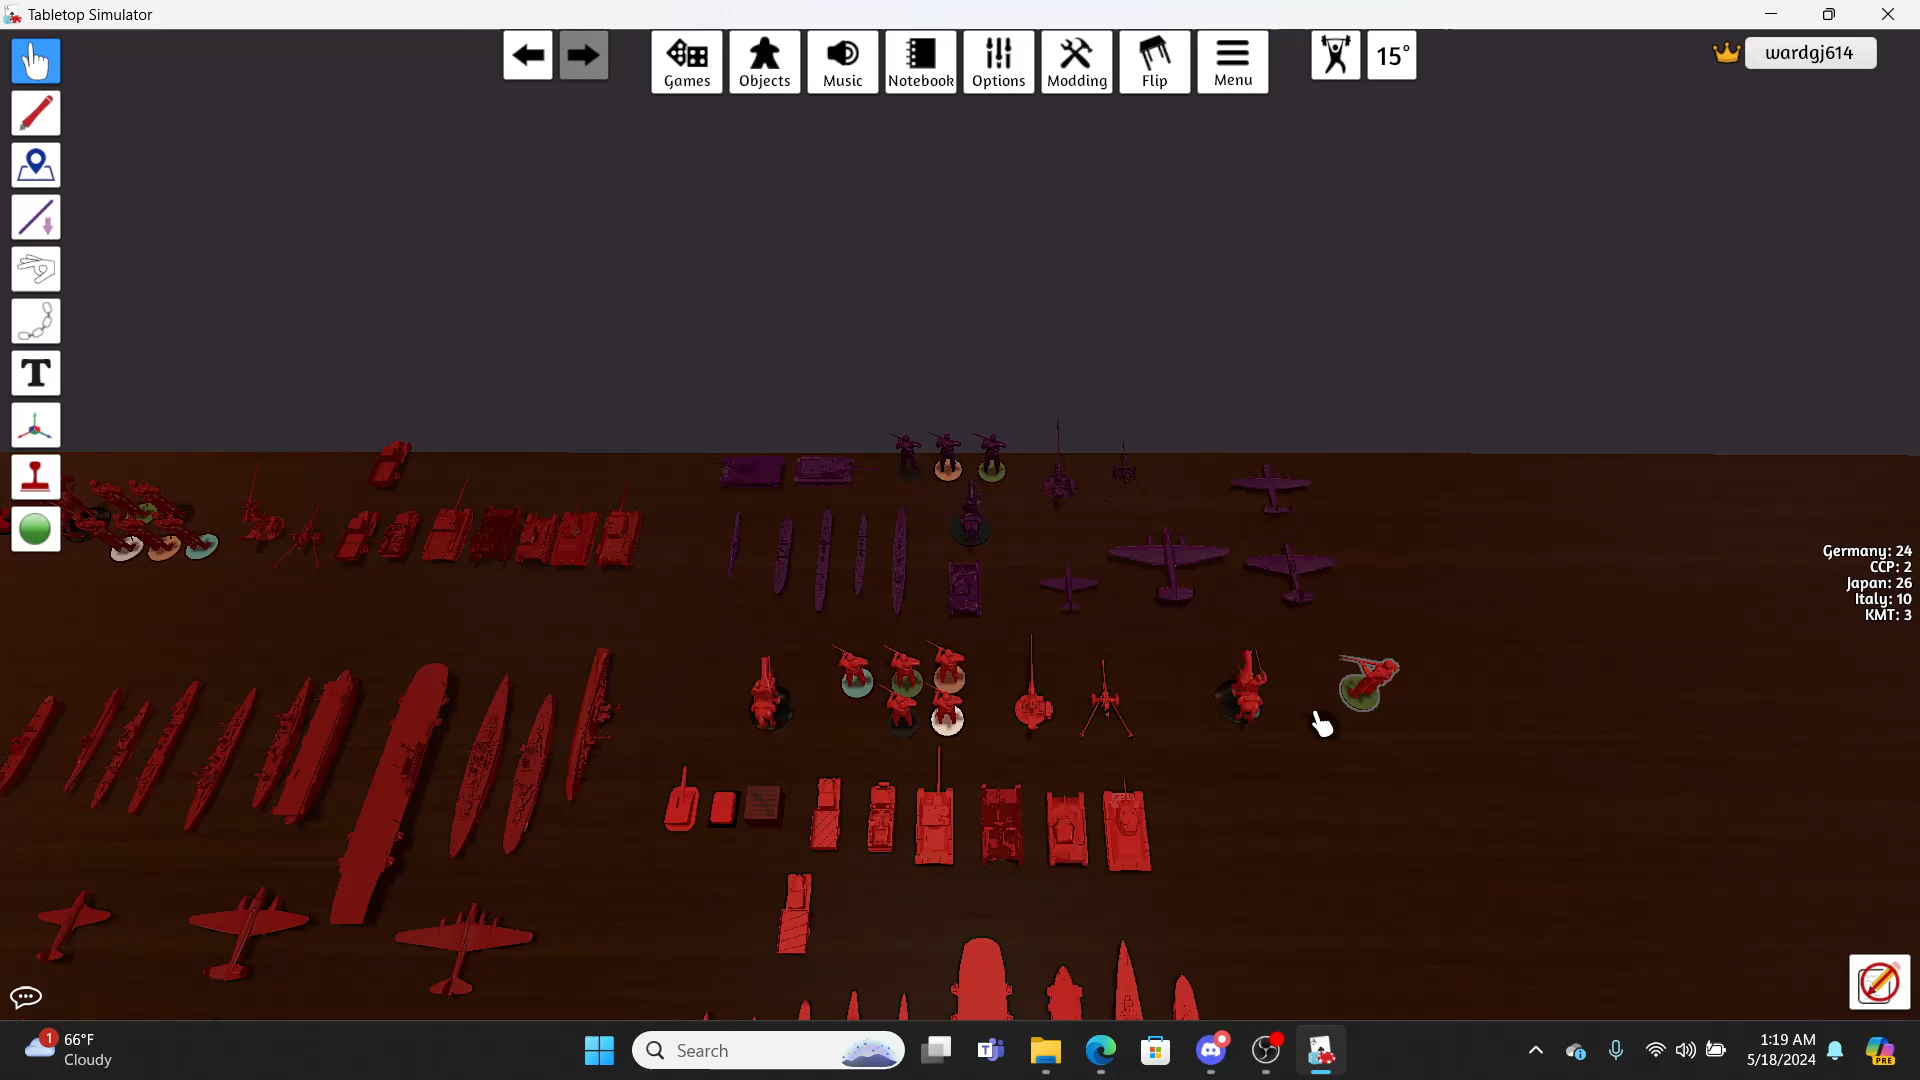 Tabletop Simulator
Games
Objects
Music
Notebook
Options
Modding
Flip
Menu
15°
wardgj614
T
Germany: 24
CCP: 2
Japan: 26
Italy: 10
KMT: 3
1
66°F
Cloudy
Search
1:19 AM
5/18/2024
PRE